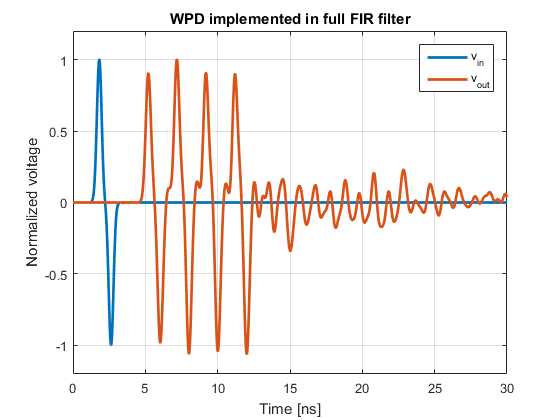 WPD implemented in full FIR filter
v_in
v_out
Normalized voltage
1
0.5
0
-0.5
-1
0 5 10 15 20 25 30
Time [ns]